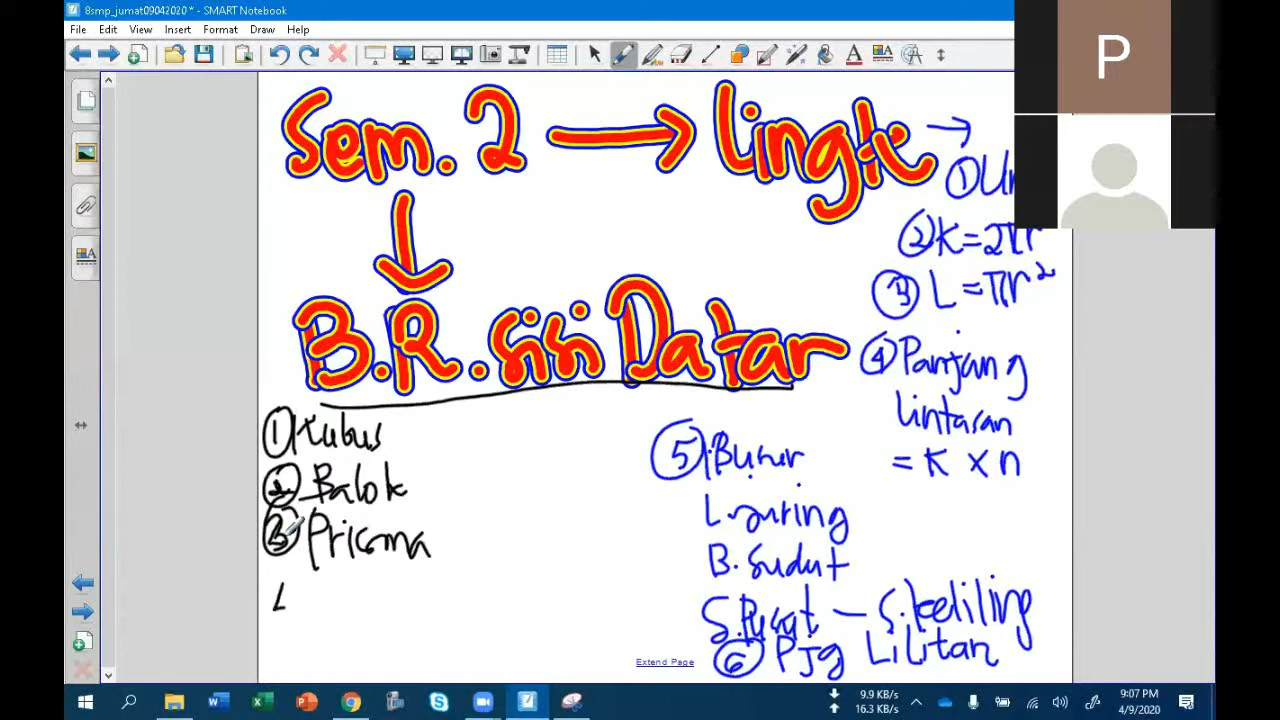 8smp_jumat09042020 * - SMART Notebook
File View Insert Format Draw Help
P
Sem. 2 → Lingk →
① Un
② K = 2πr
③ L = πr²
④ Panjang
lintasan
= K × n
B.R. sisi Datar
① Kubus
② Balok
③ Prisma
⑤ Busur
L. juring
B. sudut
S. Pusat — S. keliling
⑥ Pjg Lilitan
Extend Page
9.9 KB/s
16.3 KB/s
9:07 PM
4/9/2020